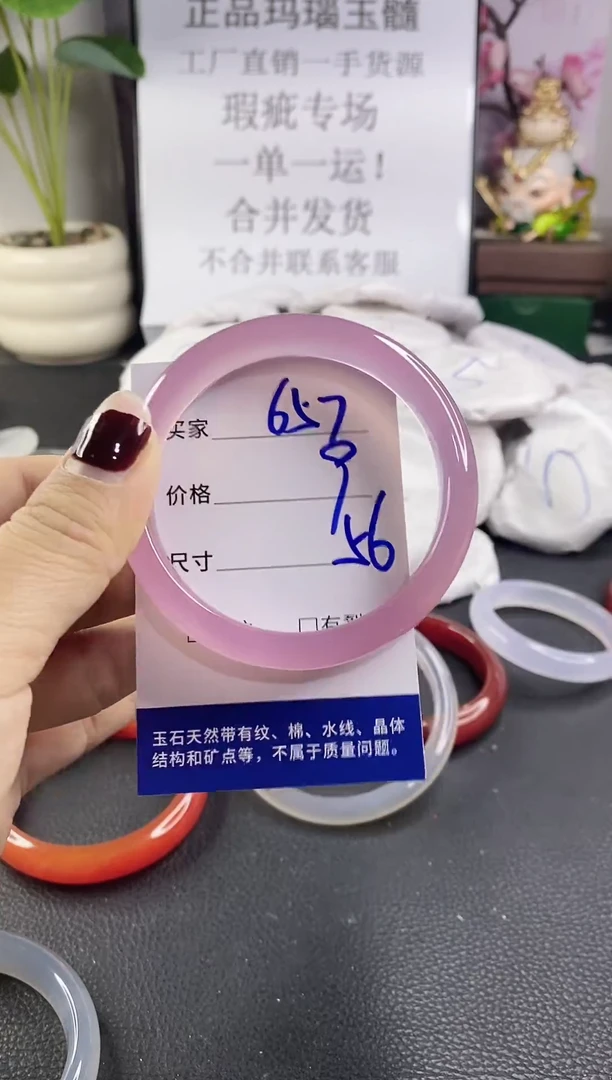 正品玛瑙玉髓
工厂直销一手货源
瑕疵专场
一单一运!
合并发货
不合并联系客服
买家 657
价格
尺寸 56
□有裂
玉石天然带有纹、棉、水线、晶体
结构和矿点等，不属于质量问题。